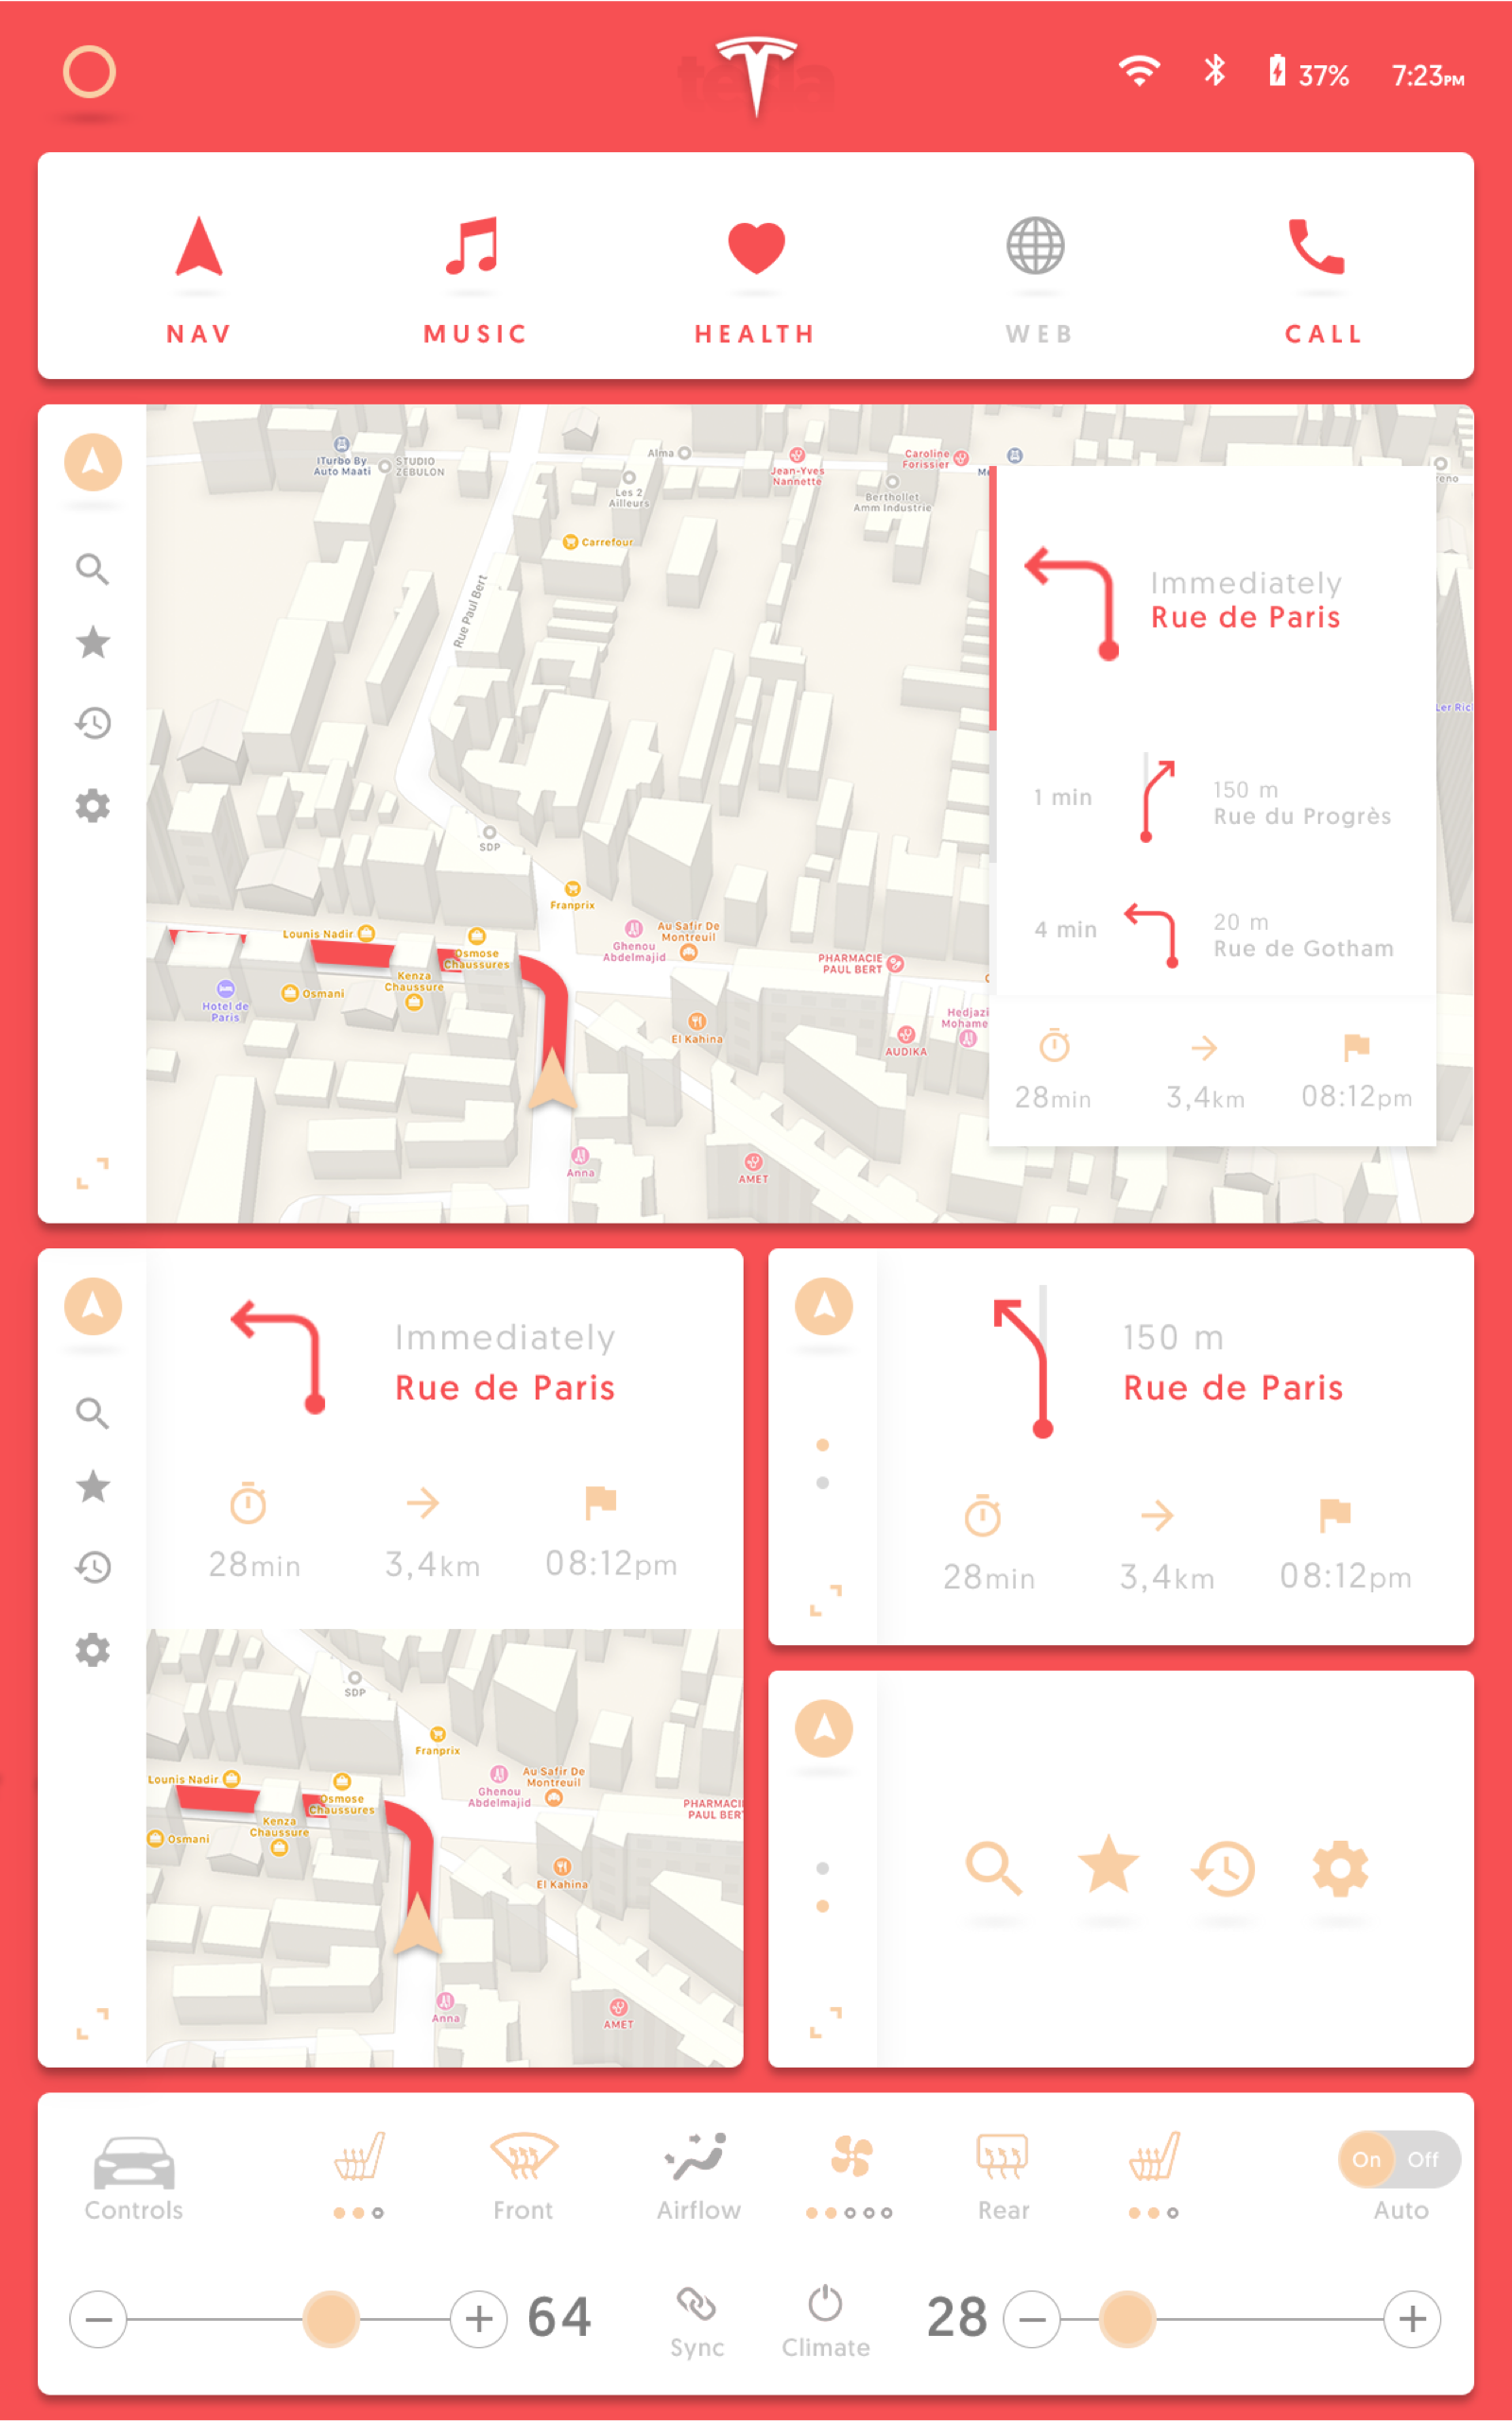 tesla
37%
7:23PM
NAV
MUSIC
HEALTH
WEB
CALL
ITurbo By
Auto Maati
STUDIO
ZEBULON
Alma
Les 2
Ailleurs
Jean-Yves
Nannette
Caroline
Forissier
Berthollet
Amm Industrie
Carrefour
Rue Paul Bert
SDP
Franprix
Lounis Nadir
Osmose
Chaussures
Kenza
Chaussure
Osmani
Hotel de
Paris
Ghenou
Abdelmajid
Au Safir De
Montreuil
PHARMACIE
PAUL BERT
El Kahina
AUDIKA
Hedjazi
Mohame
Anna
AMET
Ler Ric
Immediately
Rue de Paris
1 min
150 m
Rue du Progrès
4 min
20 m
Rue de Gotham
28min
3,4km
08:12pm
Immediately
Rue de Paris
28min
3,4km
08:12pm
SDP
Franprix
Lounis Nadir
Osmose
Chaussures
Kenza
Chaussure
Osmani
Ghenou
Abdelmajid
Au Safir De
Montreuil
PHARMACI
PAUL BER
El Kahina
Anna
AMET
150 m
Rue de Paris
28min
3,4km
08:12pm
Controls
Front
Airflow
Rear
On
Off
Auto
64
Sync
Climate
28